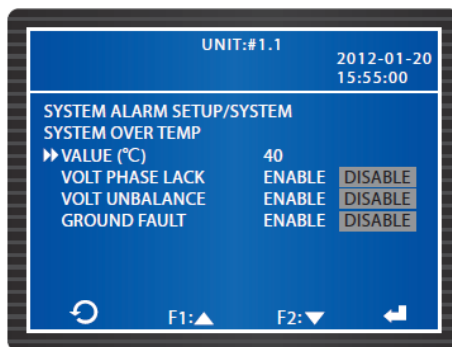 UNIT:#1.1
2012-01-20
15:55:00
SYSTEM ALARM SETUP/SYSTEM
SYSTEM OVER TEMP
VALUE (℃) 40
VOLT PHASE LACK ENABLE DISABLE
VOLT UNBALANCE ENABLE DISABLE
GROUND FAULT ENABLE DISABLE
F1:▲ F2:▼